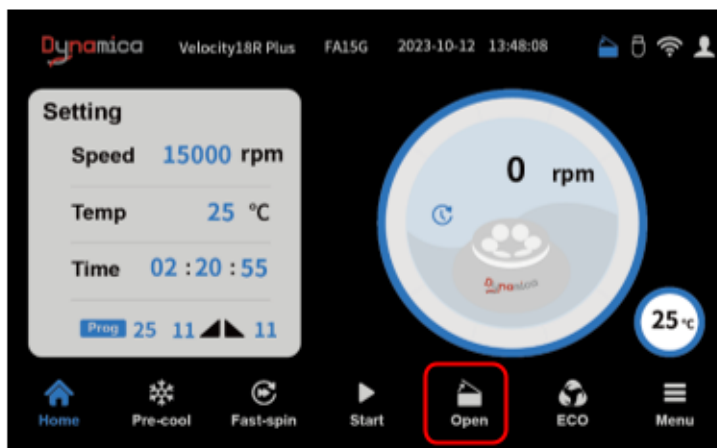 Dynamica Velocity18R Plus FA15G 2023-10-12 13:48:08
Setting
Speed 15000 rpm
Temp 25 °C
Time 02 : 20 : 55
Prog 25 11 11
0 rpm
Dynamica
25 °C
Home Pre-cool Fast-spin Start Open ECO Menu